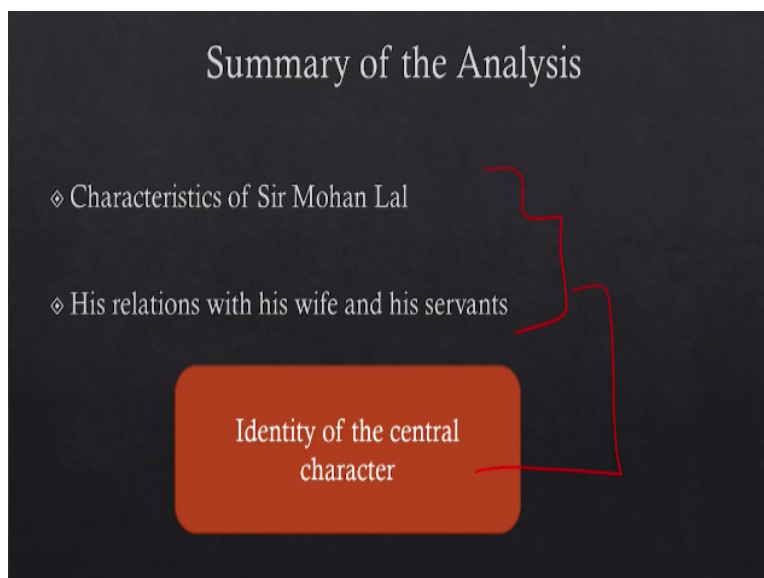 Summary of the Analysis
Characteristics of Sir Mohan Lal
His relations with his wife and his servants
Identity of the central
character